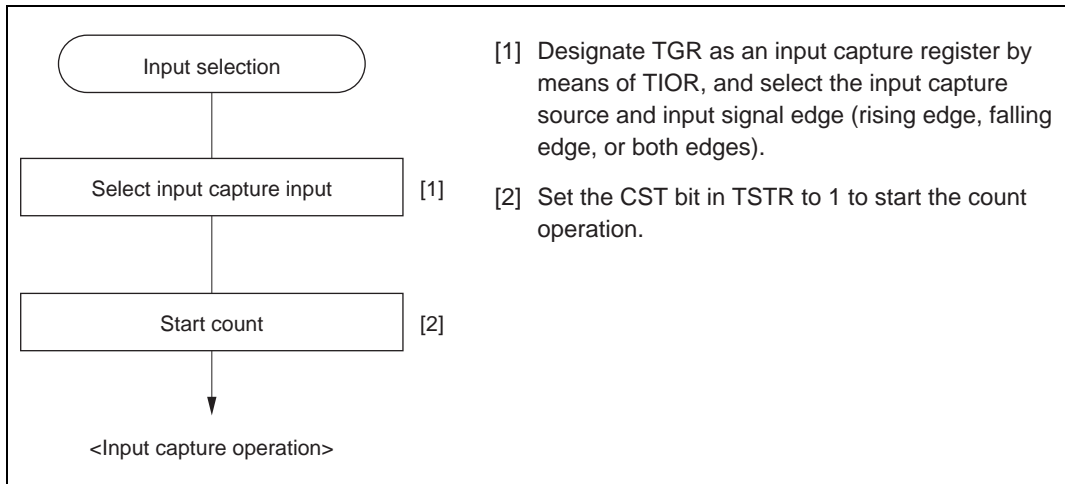 Input selection
Select input capture input
[1]
Start count
[2]
<Input capture operation>
[1] Designate TGR as an input capture register by
means of TIOR, and select the input capture
source and input signal edge (rising edge, falling
edge, or both edges).
[2] Set the CST bit in TSTR to 1 to start the count
operation.